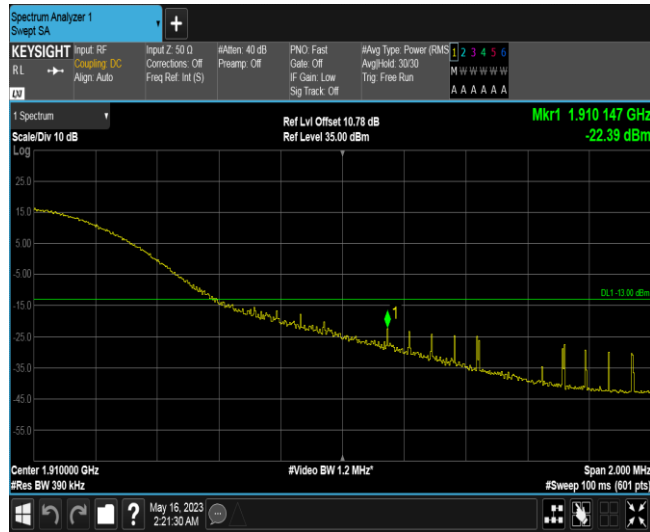 Spectrum Analyzer 1
Swept SA
KEYSIGHT
RL
LXI
Input: RF
Coupling: DC
Align: Auto
Input Z: 50 Ω
Corrections: Off
Freq Ref: Int (S)
#Atten: 40 dB
Preamp: Off
PNO: Fast
Gate: Off
IF Gain: Low
Sig Track: Off
#Avg Type: Power (RMS
Avg|Hold: 30/30
Trig: Free Run
1 2 3 4 5 6
M W W W W W
A A A A A A
1 Spectrum
Scale/Div 10 dB
Log
Ref Lvl Offset 10.78 dB
Ref Level 35.00 dBm
Mkr1 1.910 147 GHz
-22.39 dBm
25.0
15.0
5.00
-5.00
DL1 -13.00 dBm
-15.0
1
-25.0
-35.0
-45.0
-55.0
Center 1.910000 GHz
#Video BW 1.2 MHz*
Span 2.000 MHz
#Res BW 390 kHz
#Sweep 100 ms (601 pts)
?
May 16, 2023
2:21:30 AM